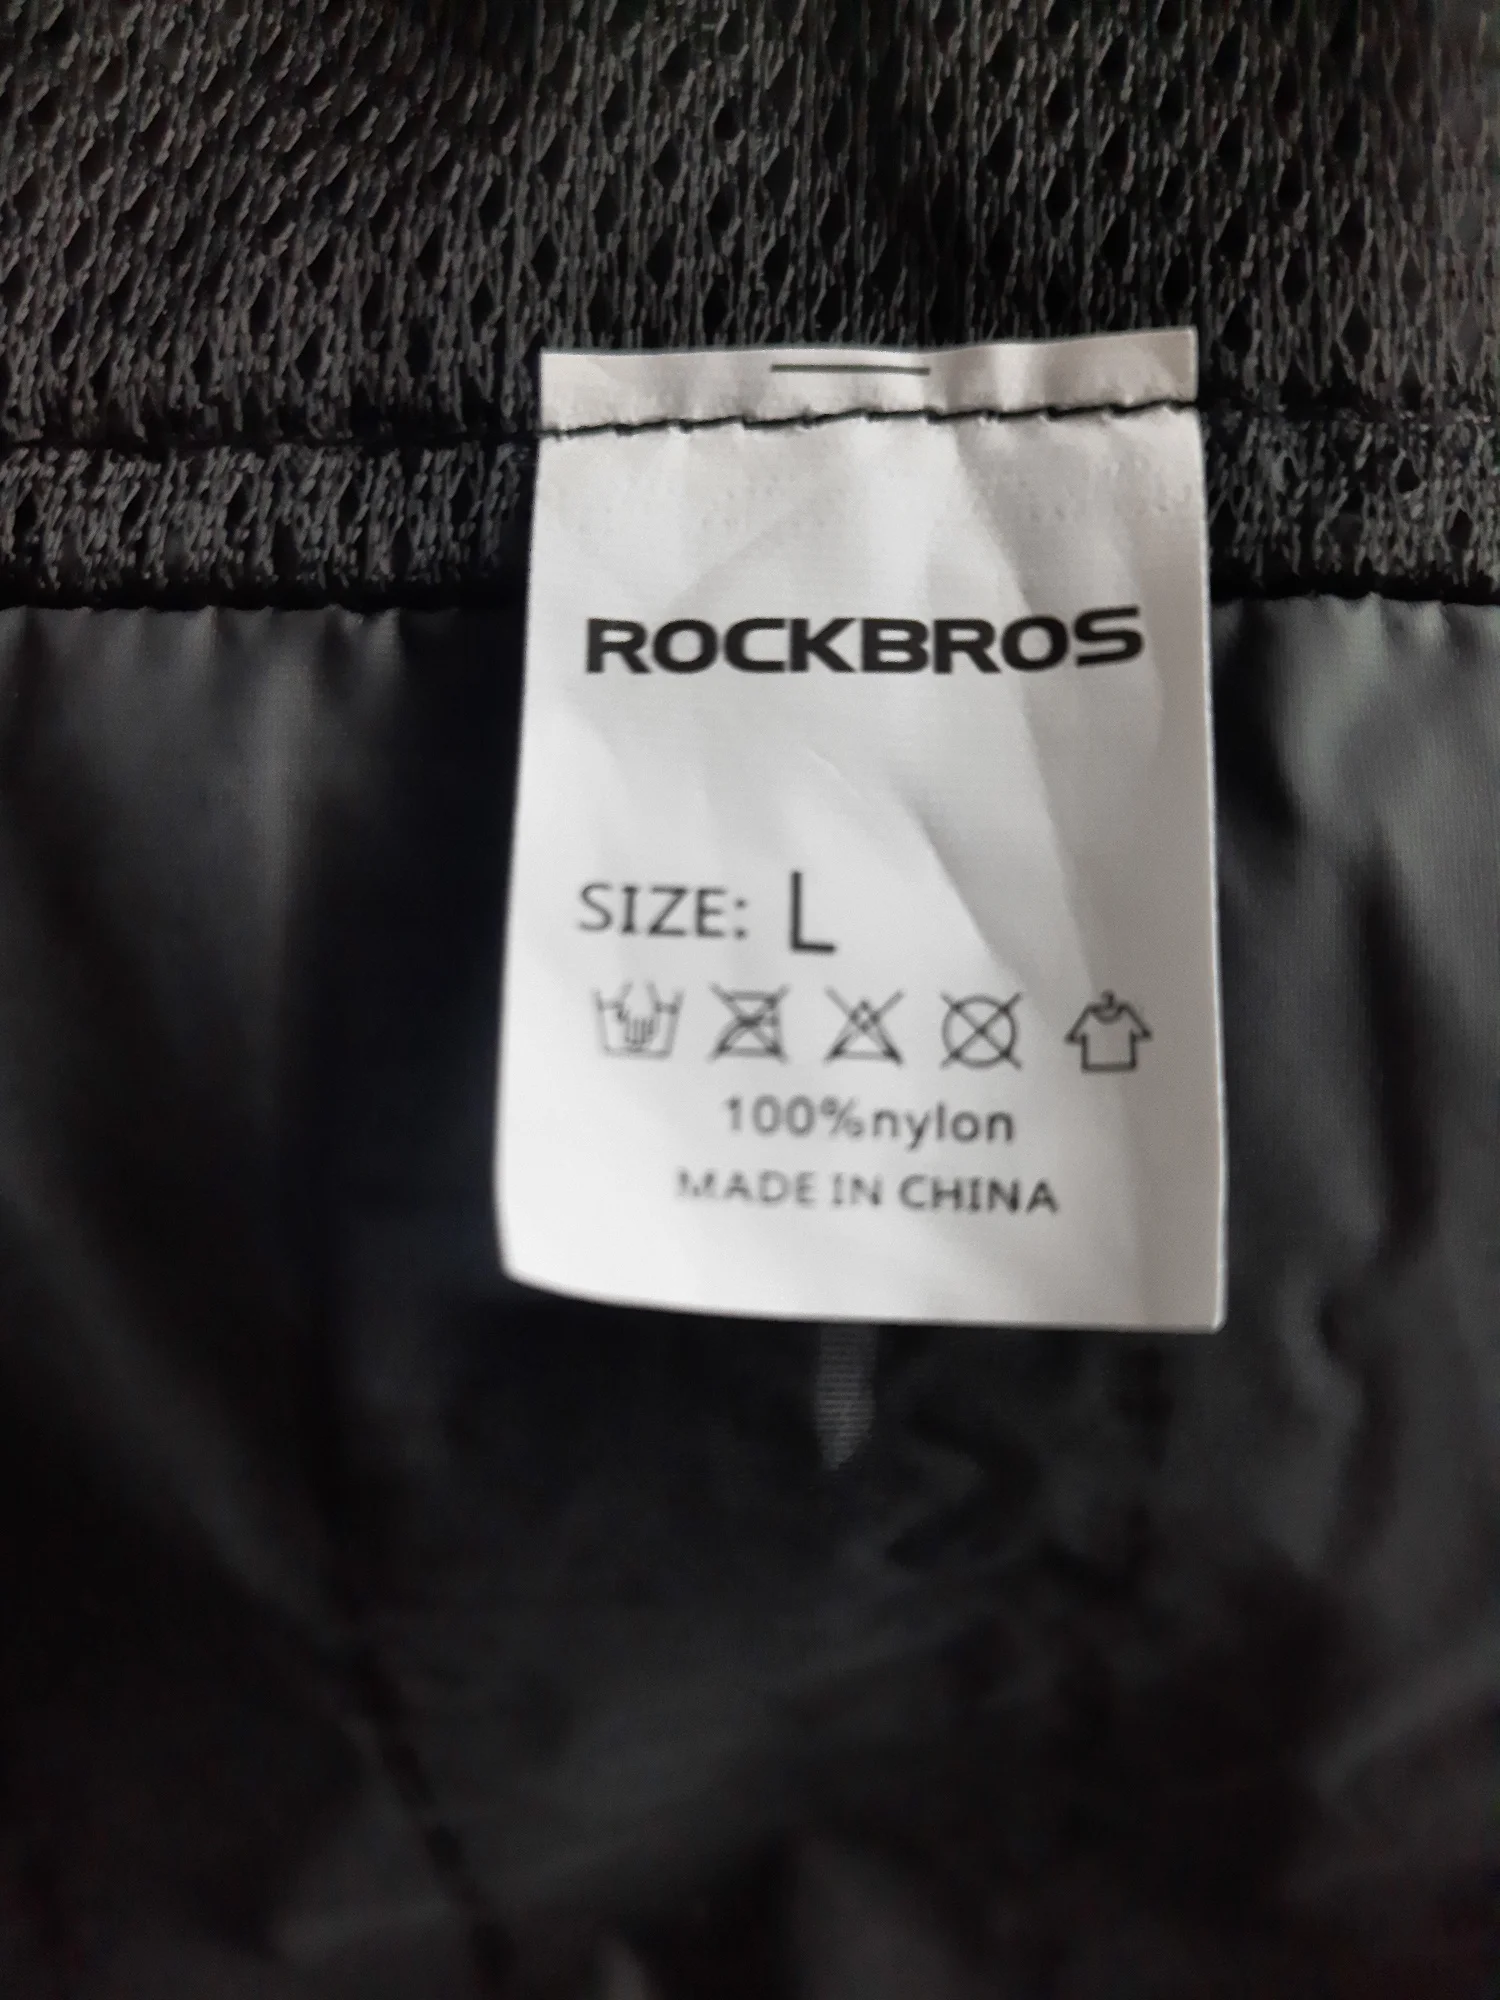 ROCKBROS
SIZE: L
100%nylon
MADE IN CHINA